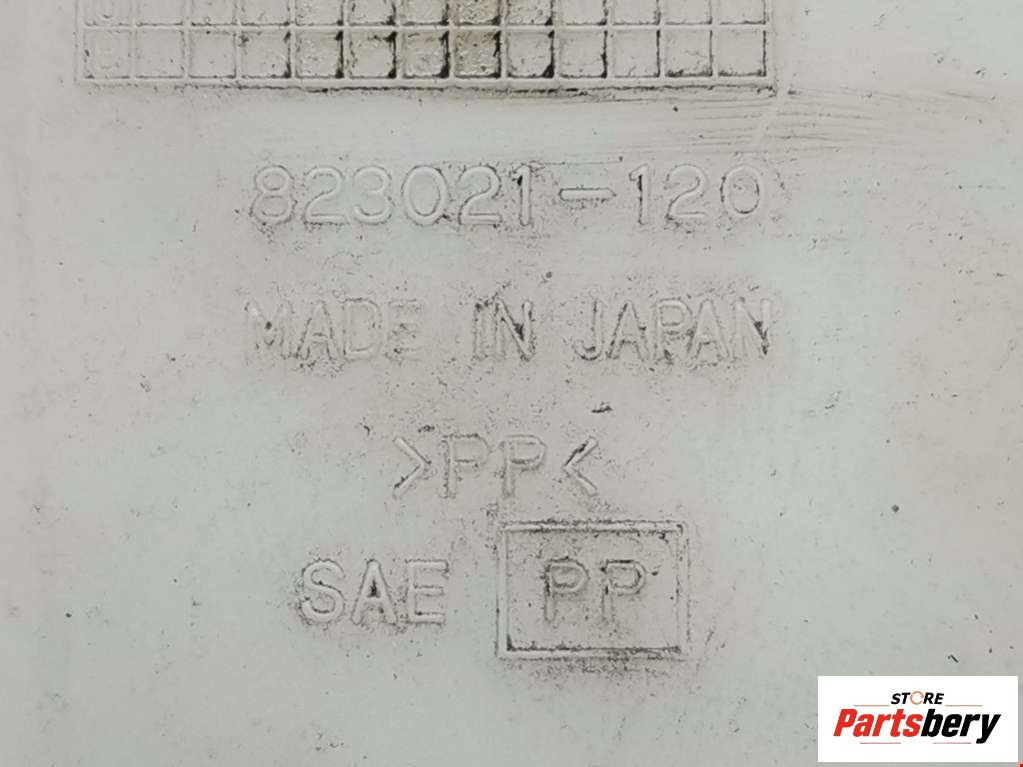 823021-120
MADE IN JAPAN
>PP<
SAE PP
STORE
Partsbery